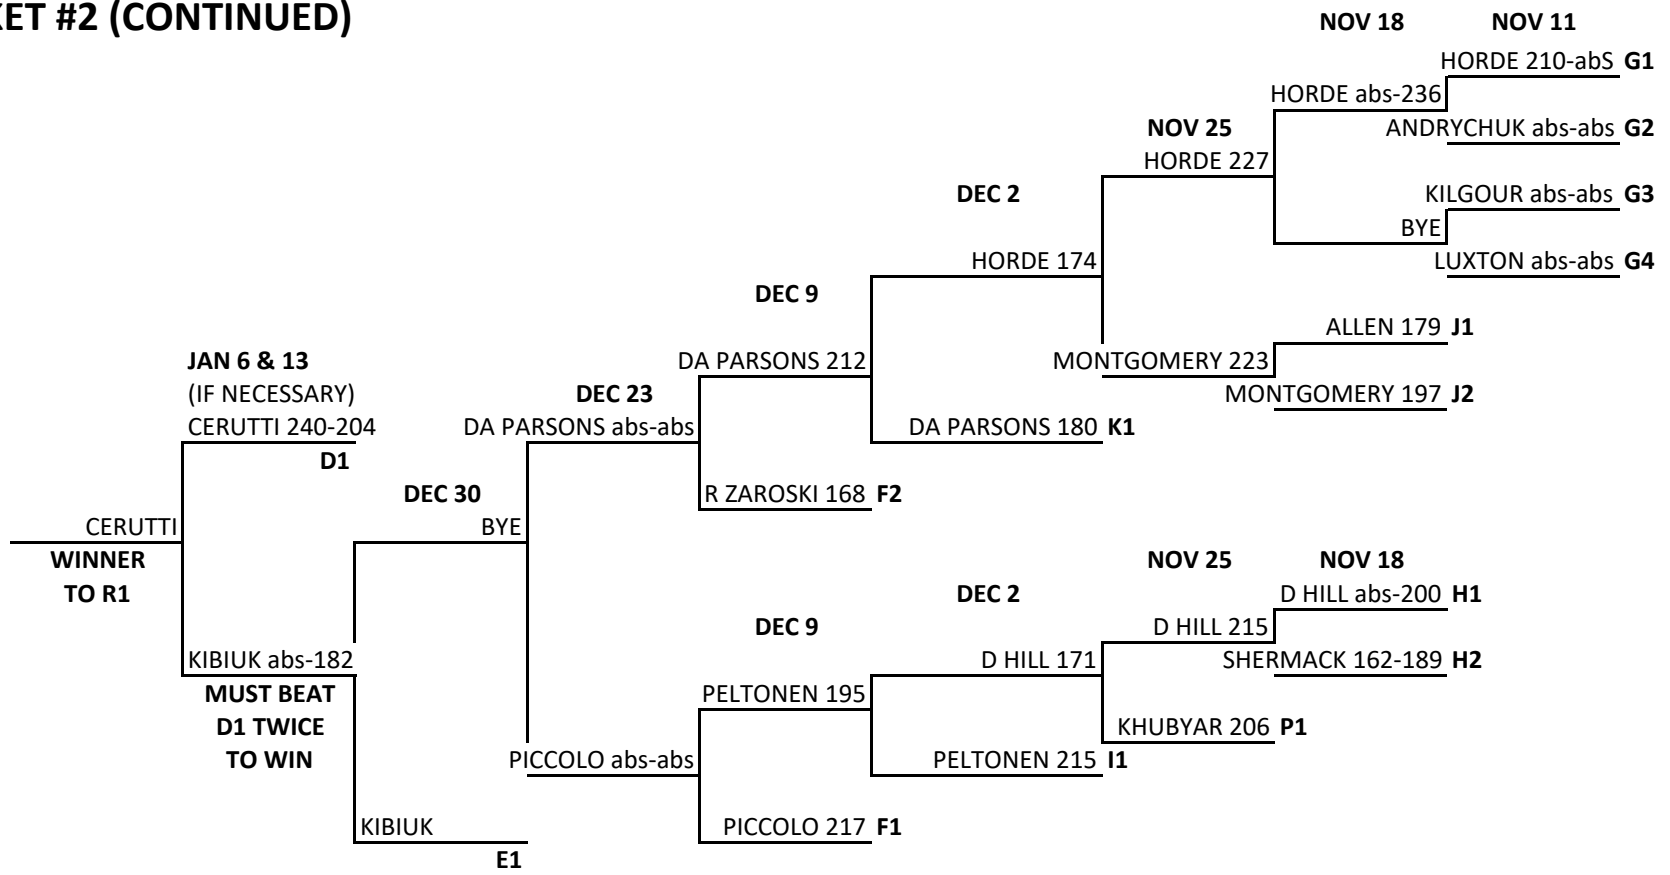 KET #2 (CONTINUED)
NOV 18 NOV 11
HORDE 210-abS G1
HORDE abs-236
NOV 25 ANDRYCHUK abs-abs G2
HORDE 227
DEC 2 KILGOUR abs-abs G3
BYE
HORDE 174 LUXTON abs-abs G4
DEC 9
ALLEN 179 J1
JAN 6 & 13 DA PARSONS 212 MONTGOMERY 223
(IF NECESSARY) DEC 23 MONTGOMERY 197 J2
CERUTTI 240-204 DA PARSONS abs-abs DA PARSONS 180 K1
D1
DEC 30 R ZAROSKI 168 F2
CERUTTI BYE
WINNER NOV 25 NOV 18
TO R1 DEC 2 D HILL abs-200 H1
DEC 9 D HILL 215
KIBIUK abs-182 D HILL 171 SHERMACK 162-189 H2
MUST BEAT PELTONEN 195
D1 TWICE KHUBYAR 206 P1
TO WIN PICCOLO abs-abs PELTONEN 215 I1
KIBIUK PICCOLO 217 F1
E1